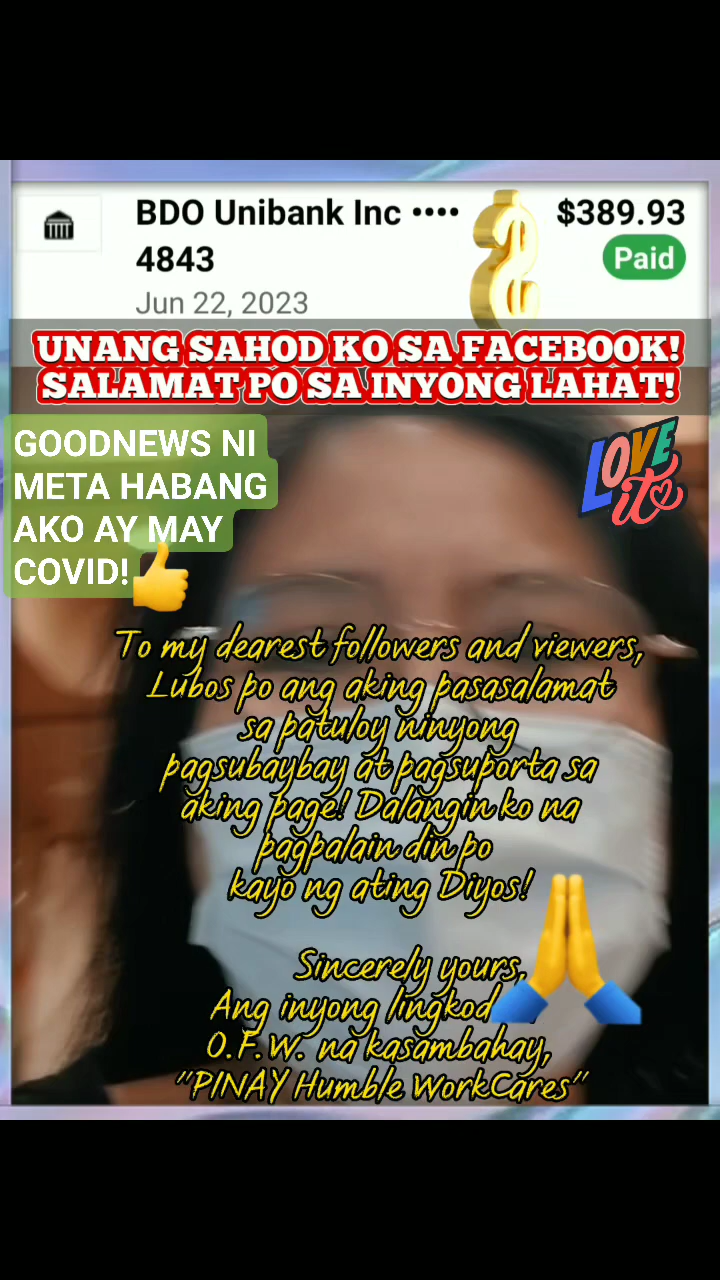 BDO Unibank Inc •••• $389.93
4843 Paid
Jun 22, 2023
UNANG SAHOD KO SA FACEBOOK!
SALAMAT PO SA INYONG LAHAT!
GOODNEWS NI
META HABANG
AKO AY MAY
COVID!
LOVE
it
To my dearest followers and viewers,
Lubos po ang aking pasasalamat
sa patuloy ninyong
pagsubaybay at pagsuporta sa
aking page! Dalangin ko na
pagpalain din po
kayo ng ating Diyos!
Sincerely yours,
Ang inyong lingkod
O.F.W. na kasambahay,
"PINAY Humble WorkCares"